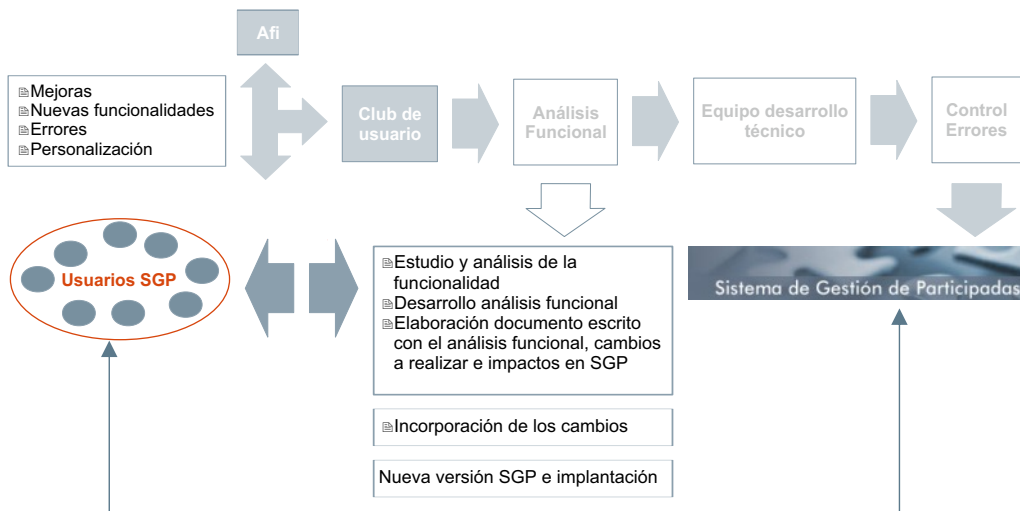 Afi
Mejoras
Nuevas funcionalidades
Errores
Personalización
Club de
usuario
Análisis
Funcional
Equipo desarrollo
técnico
Control
Errores
Usuarios SGP
Estudio y análisis de la
funcionalidad
Desarrollo análisis funcional
Elaboración documento escrito
con el análisis funcional, cambios
a realizar e impactos en SGP
Sistema de Gestión de Participadas
Incorporación de los cambios
Nueva versión SGP e implantación